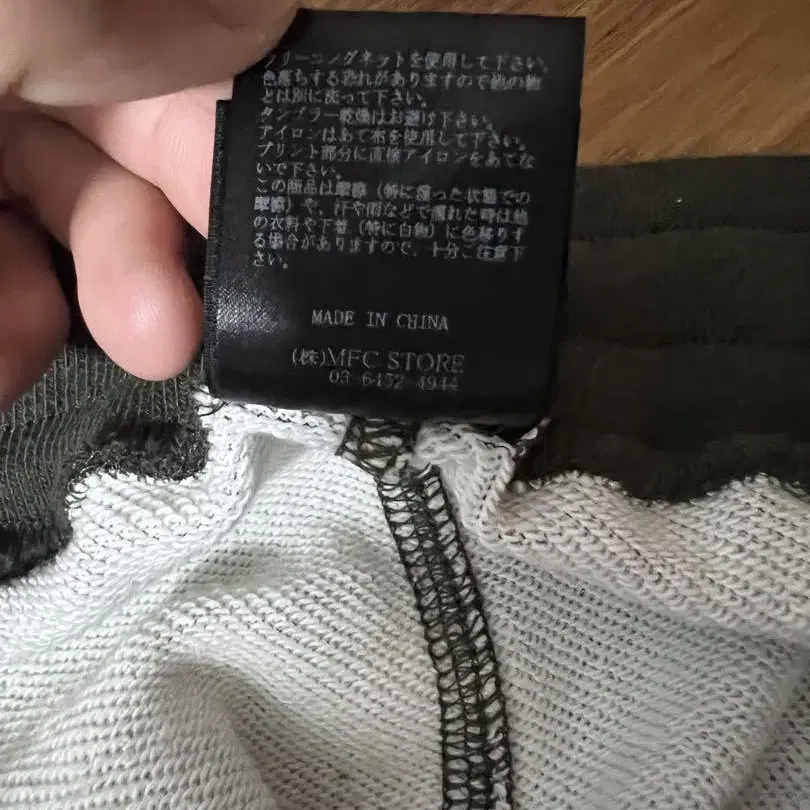 クリーニングネットを使用して下さい。
色落ちする恐れがありますので他の物
とは別に洗って下さい。
タンブラー乾燥はお避け下さい。
アイロンはあて布を使用して下さい。
プリント部分に直接アイロンをあてな
いで下さい。
この商品は摩擦（特に湿った状態での
摩擦）や、汗や雨などで濡れた時は他
の衣料や下着（特に白物）に色移りす
る場合がありますので、十分ご注意下
さい。
MADE IN CHINA
(株)MFC STORE
03-6432-4944